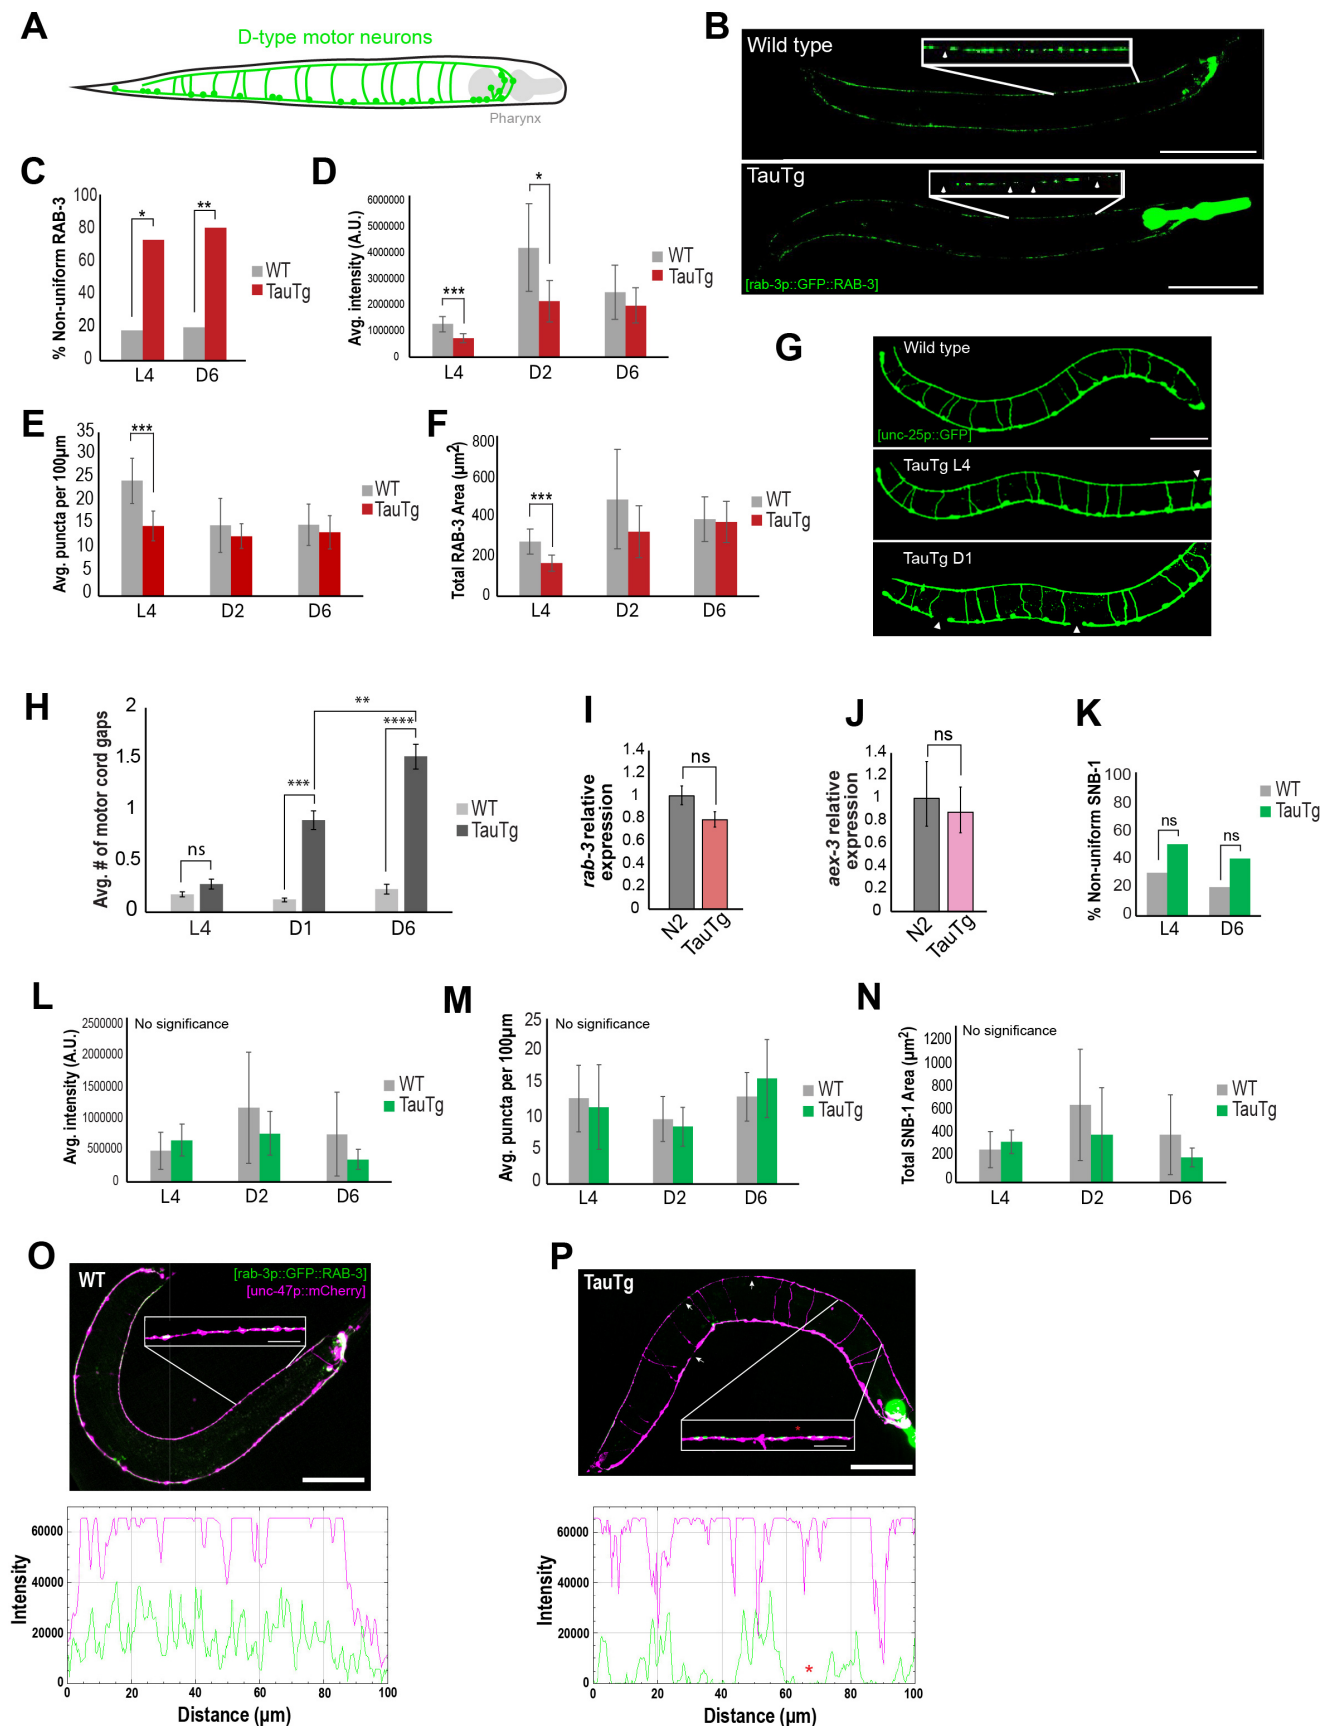 A
D-type motor neurons
Pharynx
B
Wild type
TauTg
[rab-3p::GFP::RAB-3]
C
% Non-uniform RAB-3
100
80
60
40
20
0
*
**
L4
D6
WT
TauTg
D
Avg. intensity (A.U.)
6000000
5000000
4000000
3000000
2000000
1000000
0
***
*
L4
D2
D6
WT
TauTg
E
Avg. puncta per 100µm
35
30
25
20
15
10
5
0
***
L4
D2
D6
WT
TauTg
F
Total RAB-3 Area (µm²)
800
600
400
200
0
***
L4
D2
D6
WT
TauTg
G
Wild type
[unc-25p::GFP]
TauTg L4
TauTg D1
H
Avg. # of motor cord gaps
2
1.5
1
0.5
0
ns
***
**
****
L4
D1
D6
WT
TauTg
I
rab-3 relative
expression
1.4
1.2
1
0.8
0.6
0.4
0.2
0
ns
N2
TauTg
J
aex-3 relative
expression
1.4
1.2
1
0.8
0.6
0.4
0.2
0
ns
N2
TauTg
K
% Non-uniform SNB-1
100
80
60
40
20
0
ns
ns
L4
D6
WT
TauTg
L
Avg. intensity (A.U.)
2500000
2000000
1500000
1000000
500000
0
No significance
L4
D2
D6
WT
TauTg
M
Avg. puncta per 100µm
25
20
15
10
5
0
No significance
L4
D2
D6
WT
TauTg
N
Total SNB-1 Area (µm²)
1200
1000
800
600
400
200
0
No significance
L4
D2
D6
WT
TauTg
O
WT
[rab-3p::GFP::RAB-3]
[unc-47p::mCherry]
Intensity
60000
40000
20000
0
0 20 40 60 80 100
Distance (µm)
P
TauTg
*
Intensity
60000
40000
20000
0
*
0 20 40 60 80 100
Distance (µm)